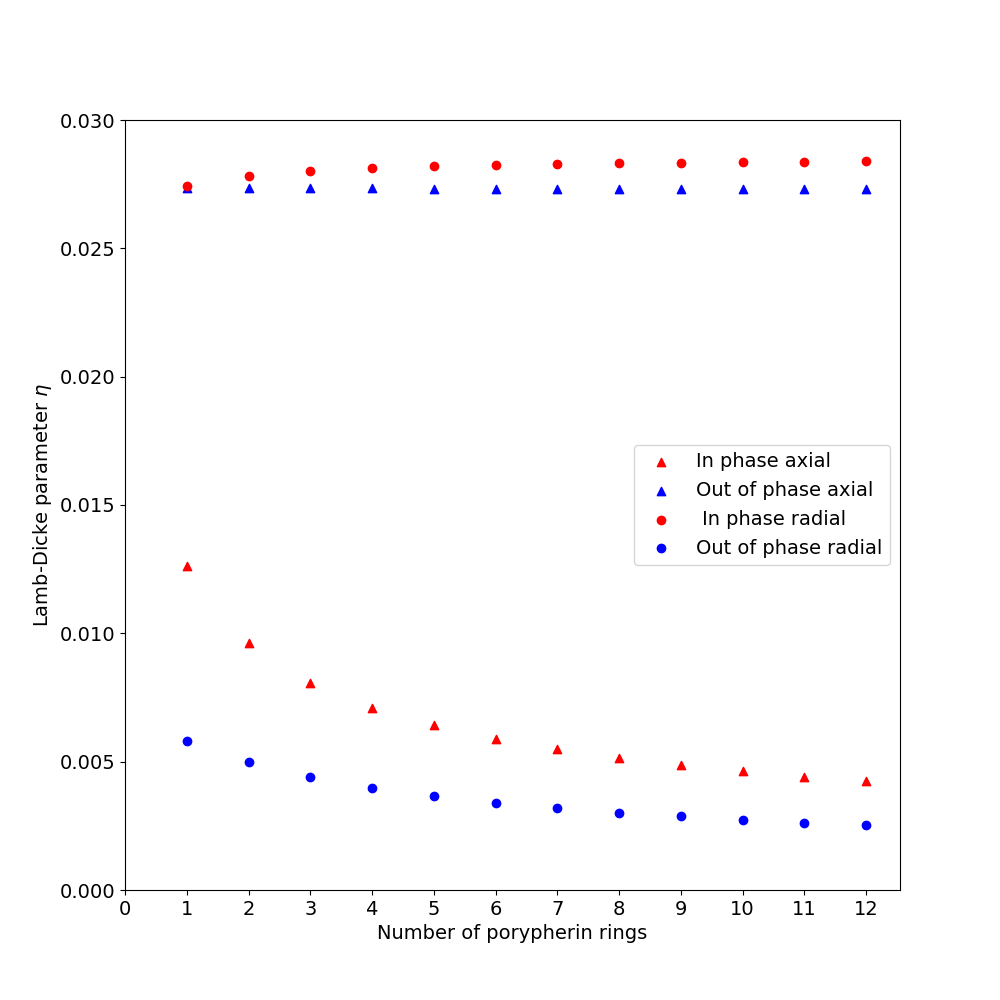 0.030
0.025
0.020
0.015
0.010
0.005
0.000
Lamb-Dicke parameter η
In phase axial
Out of phase axial
In phase radial
Out of phase radial
0 1 2 3 4 5 6 7 8 9 10 11 12
Number of porypherin rings